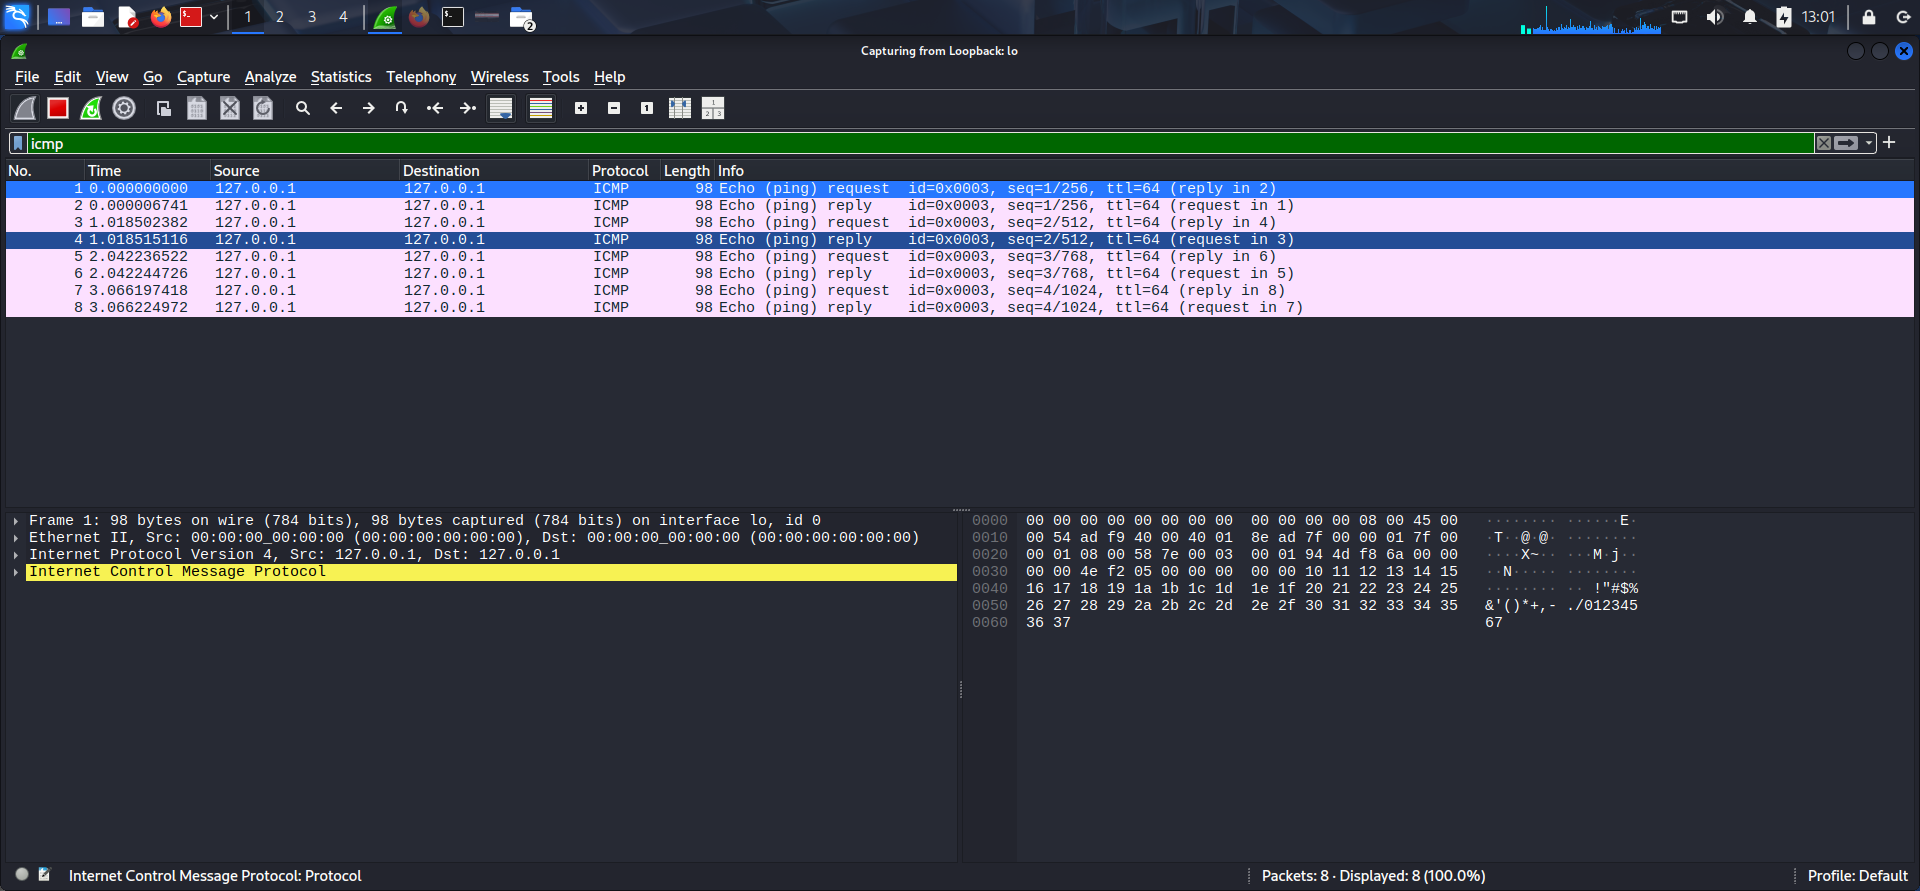 1 2 3 4 2 13:01
Capturing from Loopback: lo
File Edit View Go Capture Analyze Statistics Telephony Wireless Tools Help
icmp
No. Time Source Destination Protocol Length Info
1 0.000000000 127.0.0.1 127.0.0.1 ICMP 98 Echo (ping) request id=0x0003, seq=1/256, ttl=64 (reply in 2)
2 0.000006741 127.0.0.1 127.0.0.1 ICMP 98 Echo (ping) reply id=0x0003, seq=1/256, ttl=64 (request in 1)
3 1.018502382 127.0.0.1 127.0.0.1 ICMP 98 Echo (ping) request id=0x0003, seq=2/512, ttl=64 (reply in 4)
4 1.018515116 127.0.0.1 127.0.0.1 ICMP 98 Echo (ping) reply id=0x0003, seq=2/512, ttl=64 (request in 3)
5 2.042236522 127.0.0.1 127.0.0.1 ICMP 98 Echo (ping) request id=0x0003, seq=3/768, ttl=64 (reply in 6)
6 2.042244726 127.0.0.1 127.0.0.1 ICMP 98 Echo (ping) reply id=0x0003, seq=3/768, ttl=64 (request in 5)
7 3.066197418 127.0.0.1 127.0.0.1 ICMP 98 Echo (ping) request id=0x0003, seq=4/1024, ttl=64 (reply in 8)
8 3.066224972 127.0.0.1 127.0.0.1 ICMP 98 Echo (ping) reply id=0x0003, seq=4/1024, ttl=64 (request in 7)
Frame 1: 98 bytes on wire (784 bits), 98 bytes captured (784 bits) on interface lo, id 0
Ethernet II, Src: 00:00:00_00:00:00 (00:00:00:00:00:00), Dst: 00:00:00_00:00:00 (00:00:00:00:00:00)
Internet Protocol Version 4, Src: 127.0.0.1, Dst: 127.0.0.1
Internet Control Message Protocol
0000 00 00 00 00 00 00 00 00 00 00 00 00 08 00 45 00 ········ ······E·
0010 00 54 ad f9 40 00 40 01 8e ad 7f 00 00 01 7f 00 ·T··@·@· ········
0020 00 01 08 00 58 7e 00 03 00 01 94 4d f8 6a 00 00 ····X~·· ···M·j··
0030 00 00 4e f2 05 00 00 00 00 00 10 11 12 13 14 15 ··N····· ········
0040 16 17 18 19 1a 1b 1c 1d 1e 1f 20 21 22 23 24 25 ········ ·· !"#$%
0050 26 27 28 29 2a 2b 2c 2d 2e 2f 30 31 32 33 34 35 &'()*+,- ./012345
0060 36 37 67
Internet Control Message Protocol: Protocol Packets: 8 · Displayed: 8 (100.0%) Profile: Default